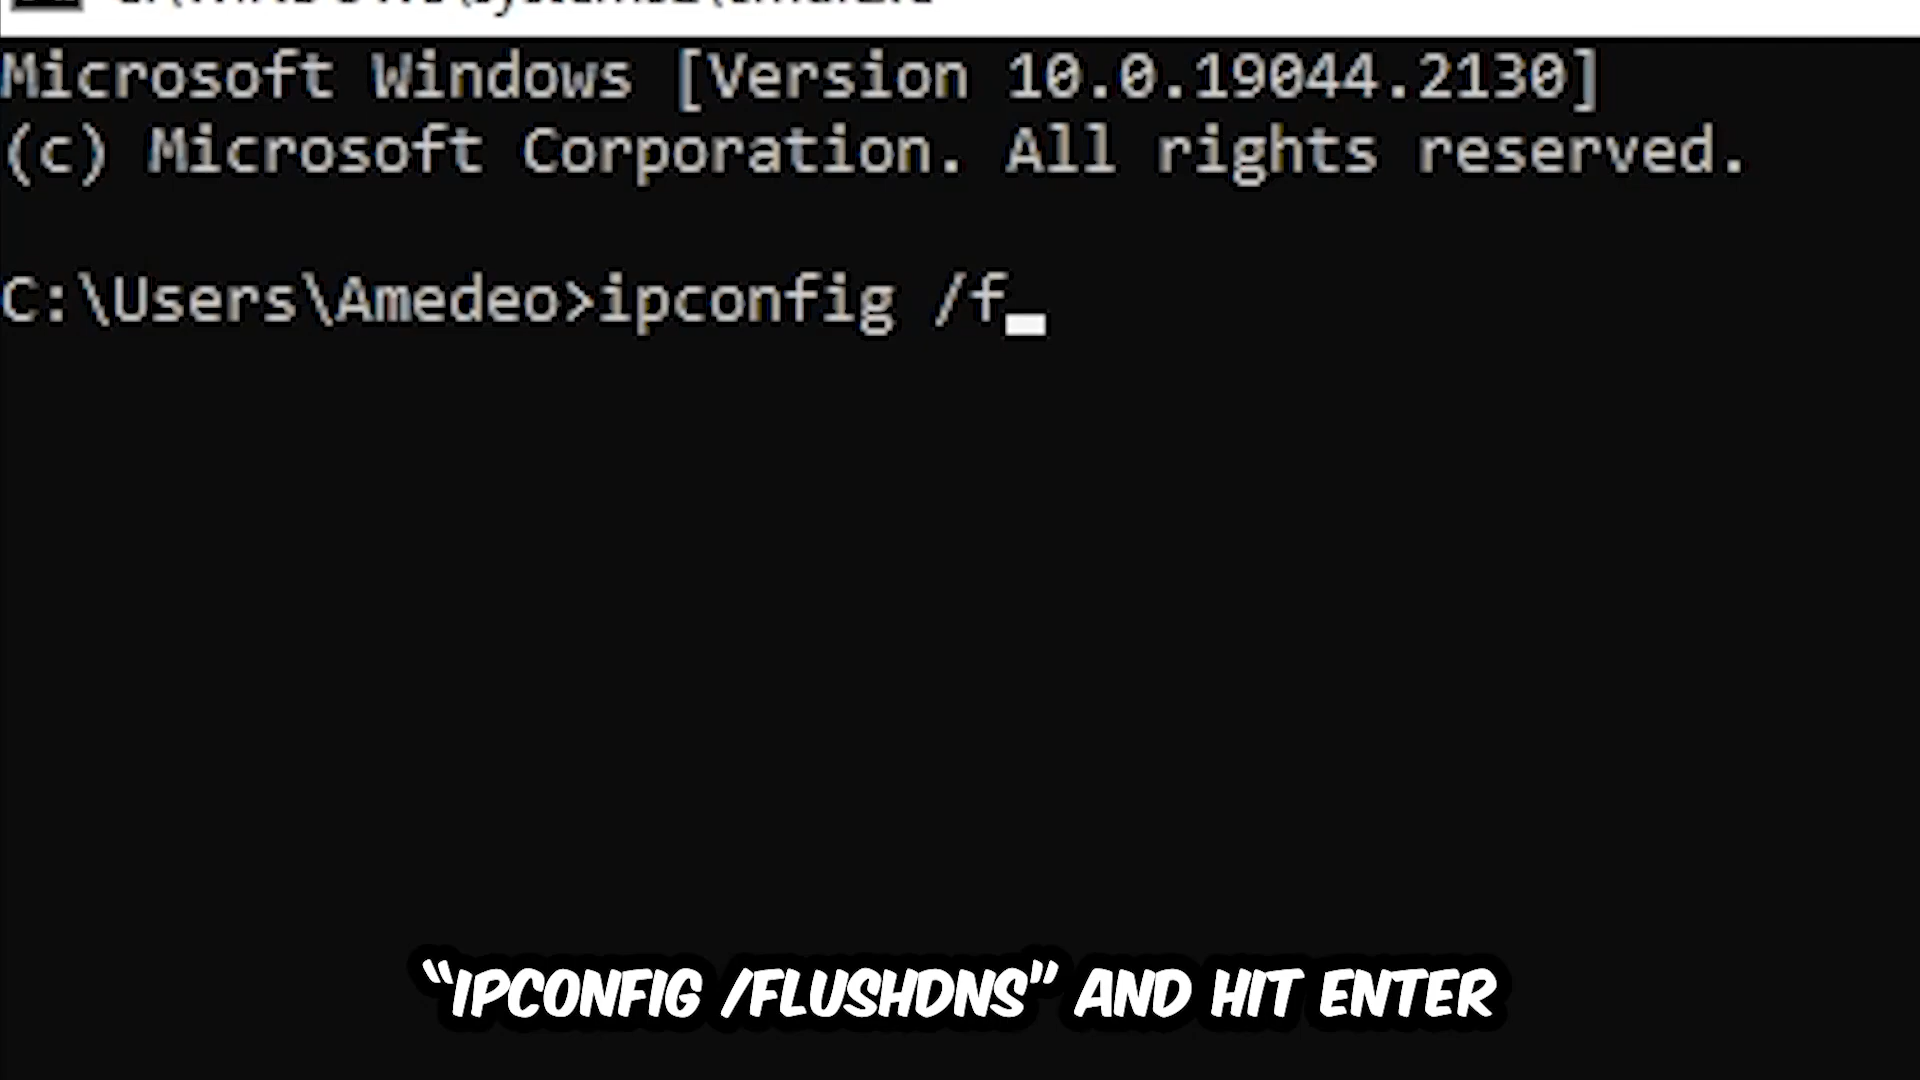 Microsoft Windows [Version 10.0.19044.2130]
(c) Microsoft Corporation. All rights reserved.
C:\Users\Amedeo>ipconfig /f
“IPCONFIG /FLUSHDNS” AND HIT ENTER